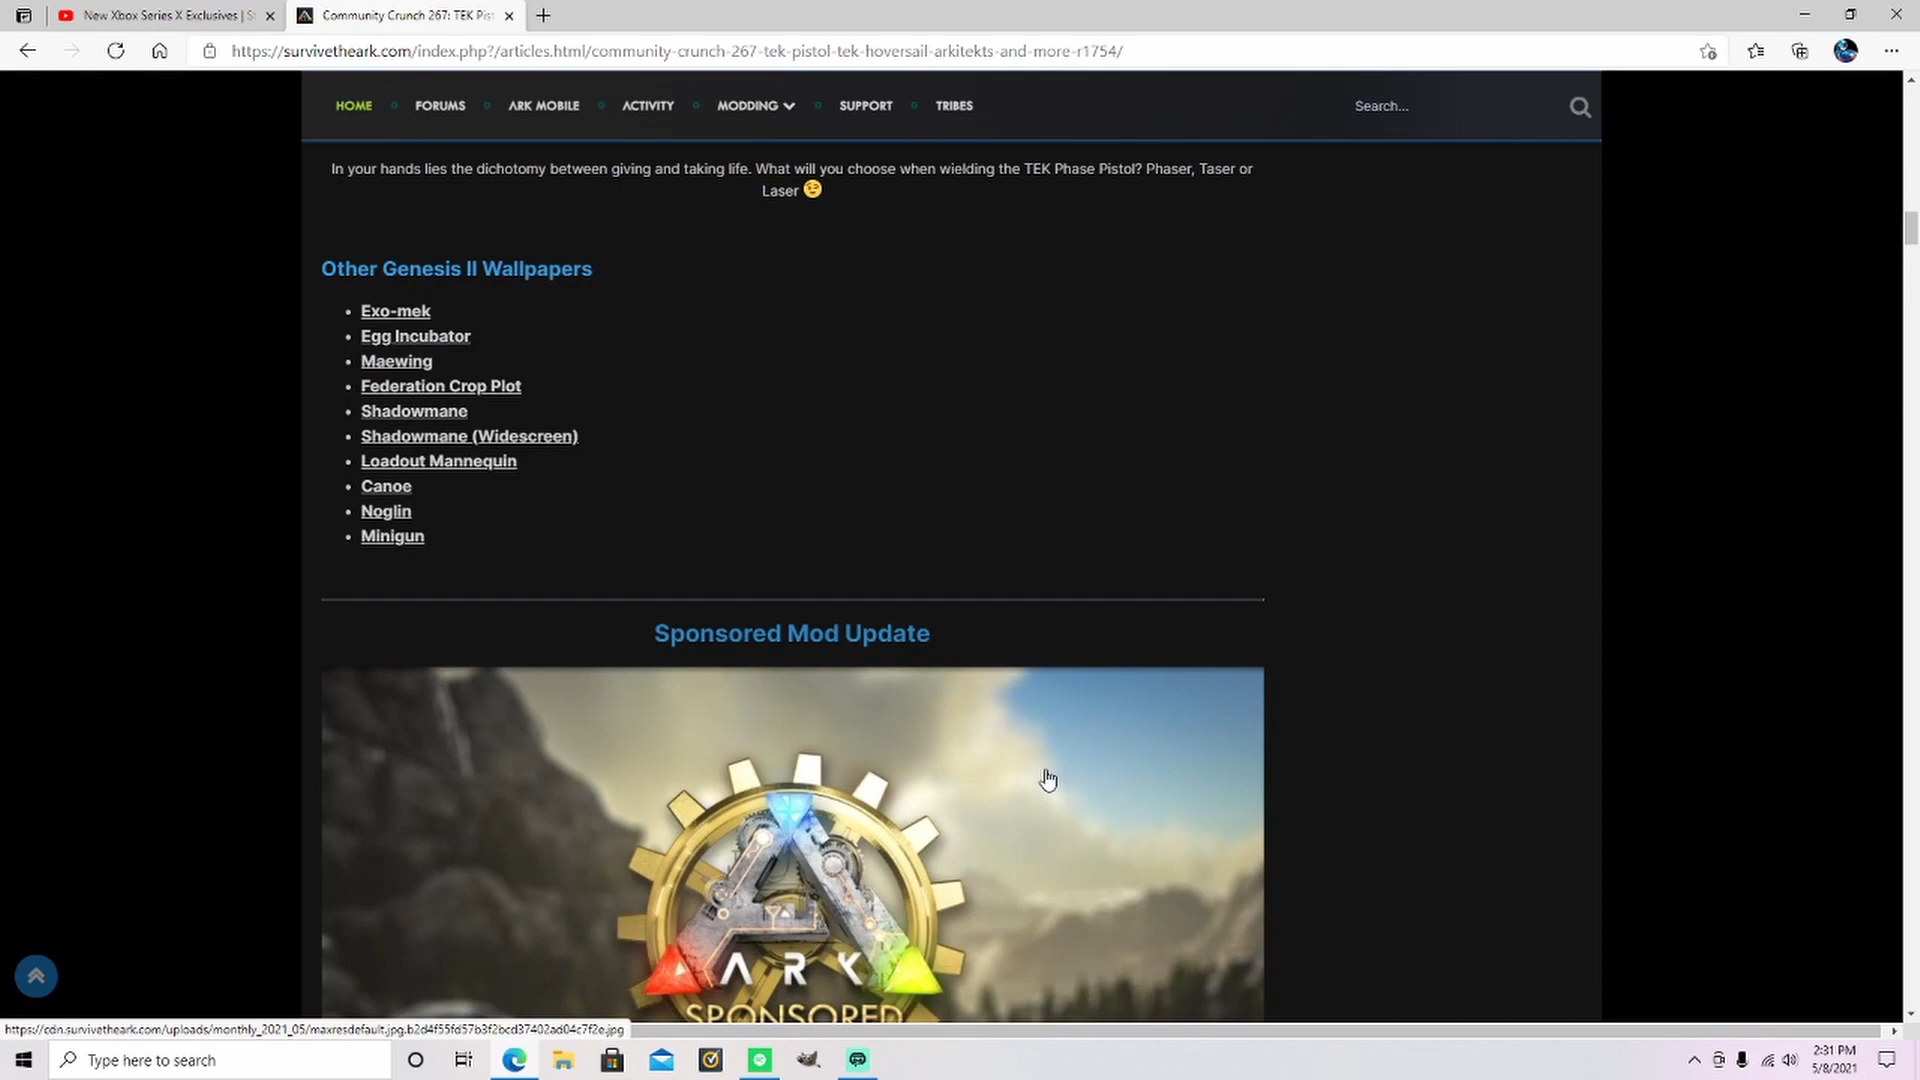 New Xbox Series X Exclusives | S
Community Crunch 267: TEK Pist
https://survivetheark.com/index.php?/articles.html/community-crunch-267-tek-pistol-tek-hoversail-arkitekts-and-more-r1754/
HOME
FORUMS
ARK MOBILE
ACTIVITY
MODDING
SUPPORT
TRIBES
Search...
In your hands lies the dichotomy between giving and taking life. What will you choose when wielding the TEK Phase Pistol? Phaser, Taser or
Laser 😉
Other Genesis II Wallpapers
• Exo-mek
• Egg Incubator
• Maewing
• Federation Crop Plot
• Shadowmane
• Shadowmane (Widescreen)
• Loadout Mannequin
• Canoe
• Noglin
• Minigun
Sponsored Mod Update
ARK
SPONSORED
https://cdn.survivetheark.com/uploads/monthly_2021_05/maxresdefault.jpg.b2d4f55fd57b3f2bcd37402ad04c7f2e.jpg
Type here to search
2:31 PM
5/8/2021